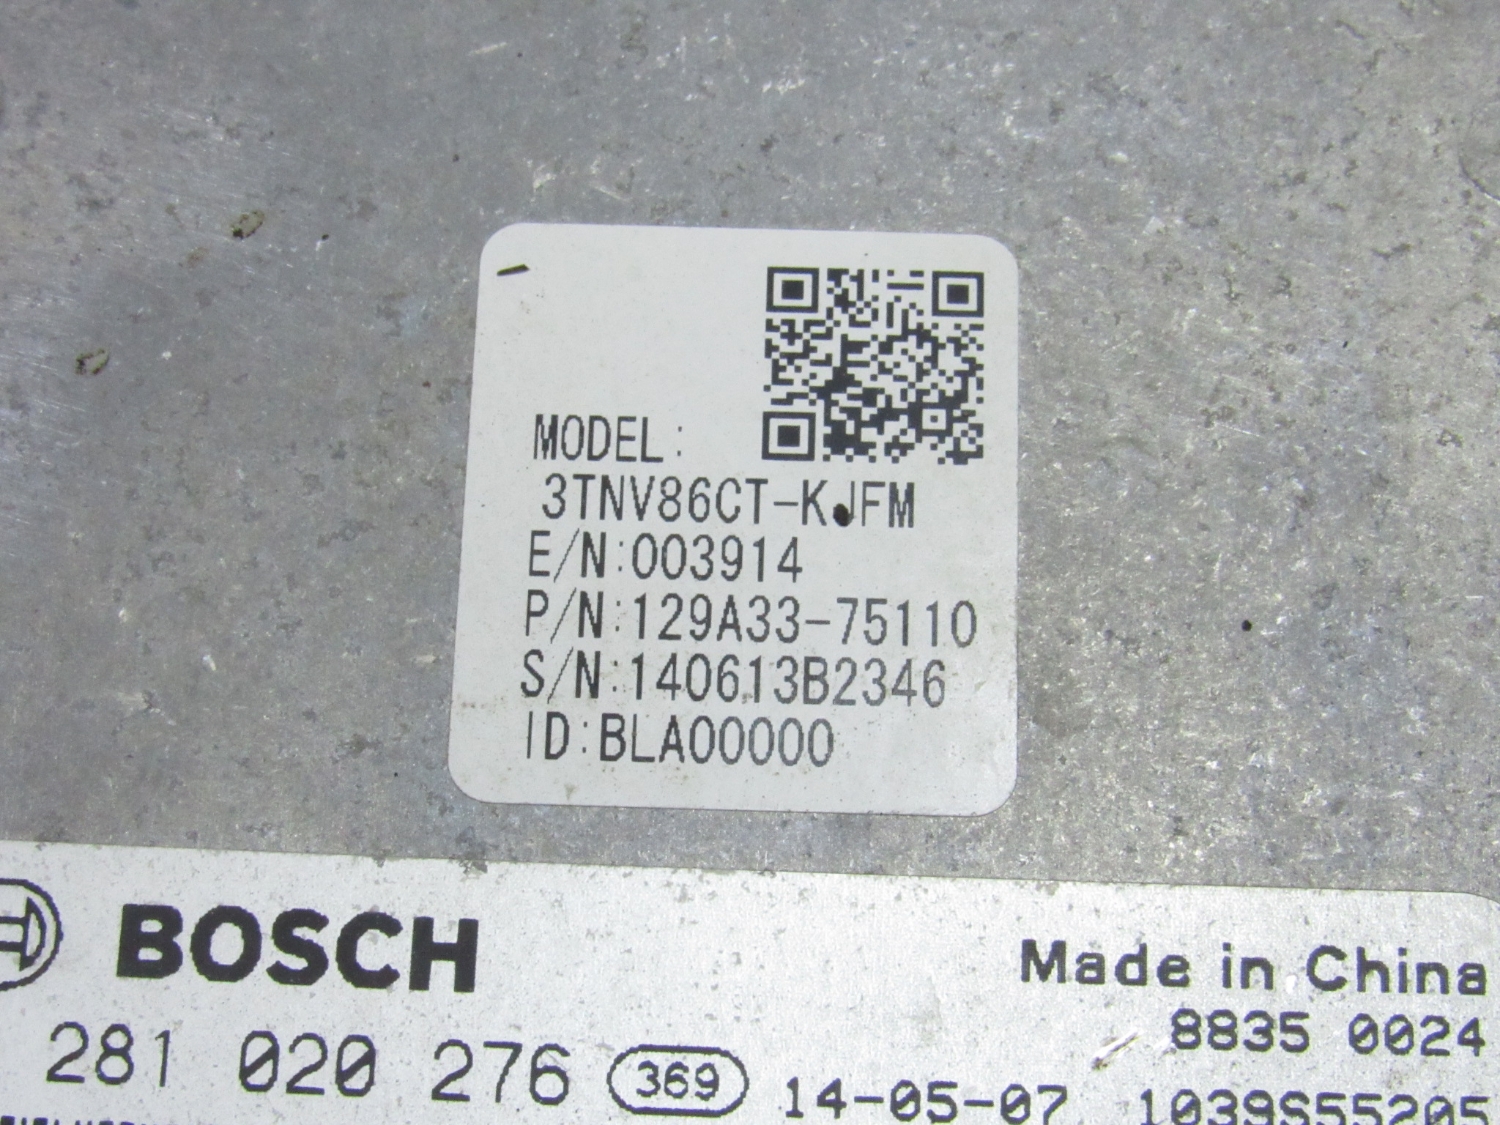 MODEL:
3TNV86CT-KJFM
E/N:003914
P/N:129A33-75110
S/N:140613B2346
ID:BLA00000
BOSCH
Made in China
281 020 276 369
8835 0024
14-05-07 1039S55205